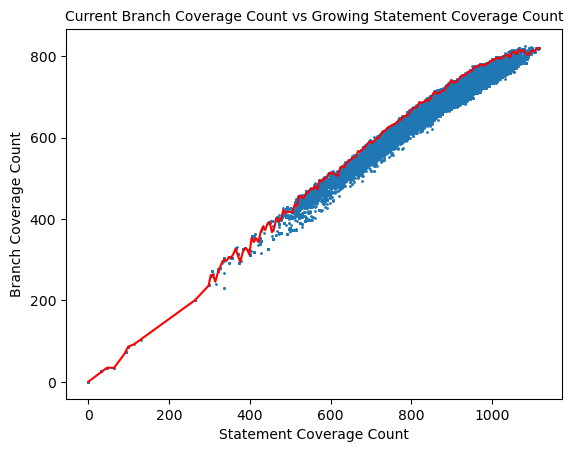 Current Branch Coverage Count vs Growing Statement Coverage Count
Branch Coverage Count
800
600
400
200
0
0 200 400 600 800 1000
Statement Coverage Count